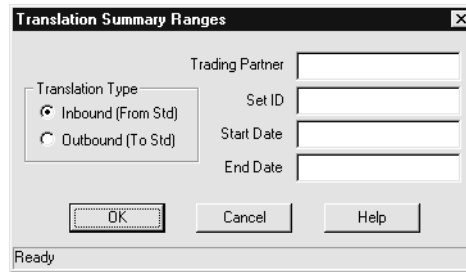 Translation Summary Ranges
Trading Partner
Translation Type
Inbound (From Std)
Set ID
Outbound (To Std)
Start Date
End Date
OK Cancel Help
Ready